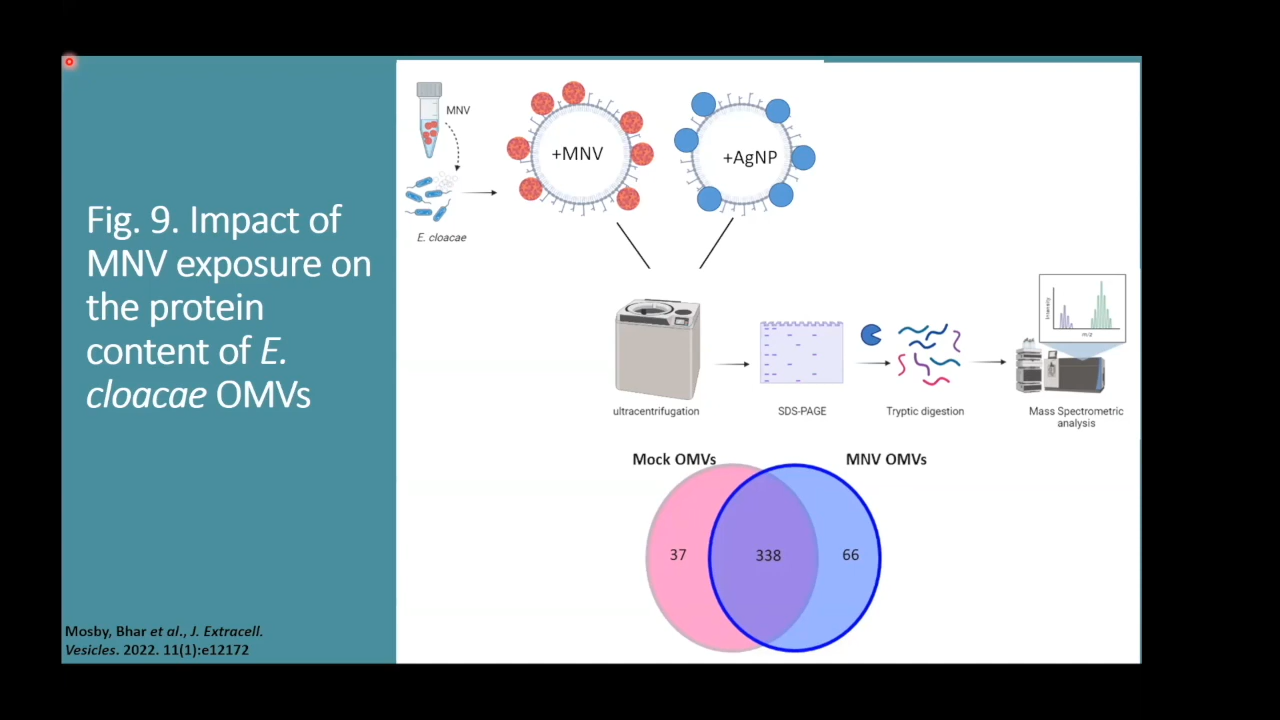 Fig. 9. Impact of
MNV exposure on
the protein
content of E.
cloacae OMVs
Mosby, Bhar et al., J. Extracell.
Vesicles. 2022. 11(1):e12172
MNV
E. cloacae
+MNV
+AgNP
ultracentrifugation
SDS-PAGE
Tryptic digestion
Intensity
m/z
Mass Spectrometric
analysis
Mock OMVs
MNV OMVs
37
338
66